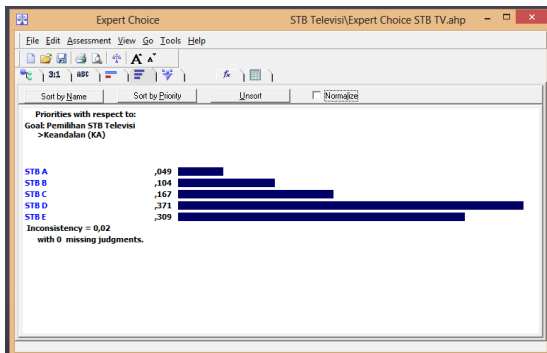 Expert Choice STB Televisi\Expert Choice STB TV.ahp
File Edit Assessment View Go Tools Help
3:1 ABC fx
Sort by Name Sort by Priority Unsort Normalize
Priorities with respect to:
Goal: Pemilihan STB Televisi
>Keandalan (KA)
STB A ,049
STB B ,104
STB C ,167
STB D ,371
STB E ,309
Inconsistency = 0,02
with 0 missing judgments.